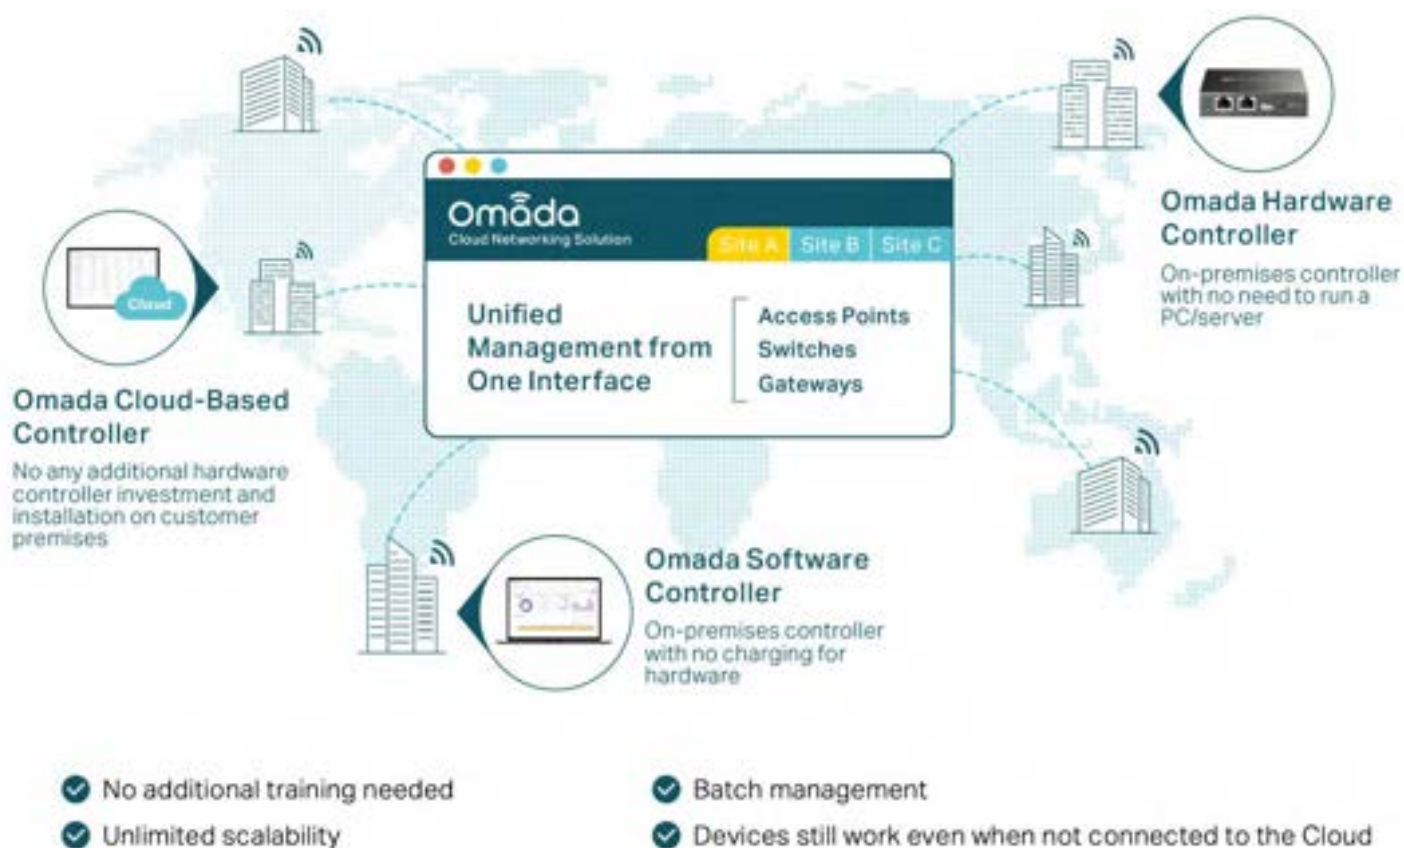 Omada
Cloud Networking Solution
Site A
Site B
Site C
Unified
Management from
One Interface
Access Points
Switches
Gateways
Omada Hardware
Controller
On-premises controller
with no need to run a
PC/server
Cloud
Omada Cloud-Based
Controller
No any additional hardware
controller investment and
installation on customer
premises
Omada Software
Controller
On-premises controller
with no charging for
hardware
No additional training needed
Batch management
Unlimited scalability
Devices still work even when not connected to the Cloud